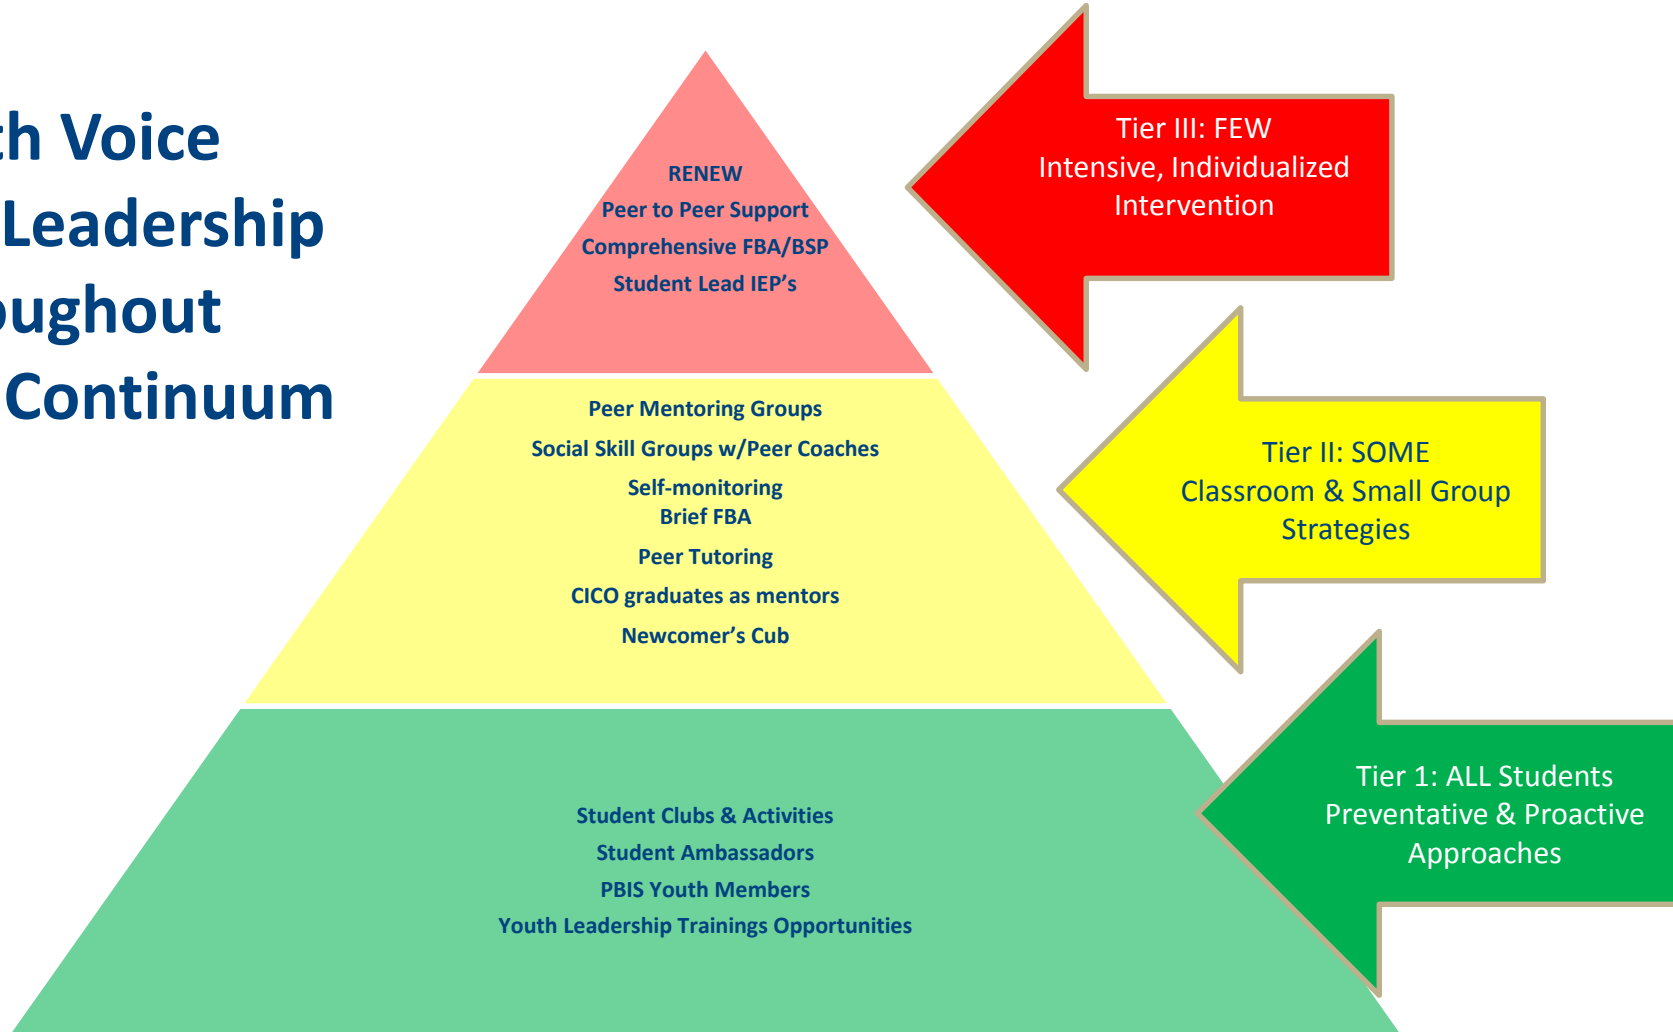 th Voice
Leadership
oughout
Continuum
RENEW
Peer to Peer Support
Comprehensive FBA/BSP
Student Lead IEP’s
Peer Mentoring Groups
Social Skill Groups w/Peer Coaches
Self-monitoring
Brief FBA
Peer Tutoring
CICO graduates as mentors
Newcomer’s Cub
Student Clubs & Activities
Student Ambassadors
PBIS Youth Members
Youth Leadership Trainings Opportunities
Tier III: FEW
Intensive, Individualized
Intervention
Tier II: SOME
Classroom & Small Group
Strategies
Tier 1: ALL Students
Preventative & Proactive
Approaches